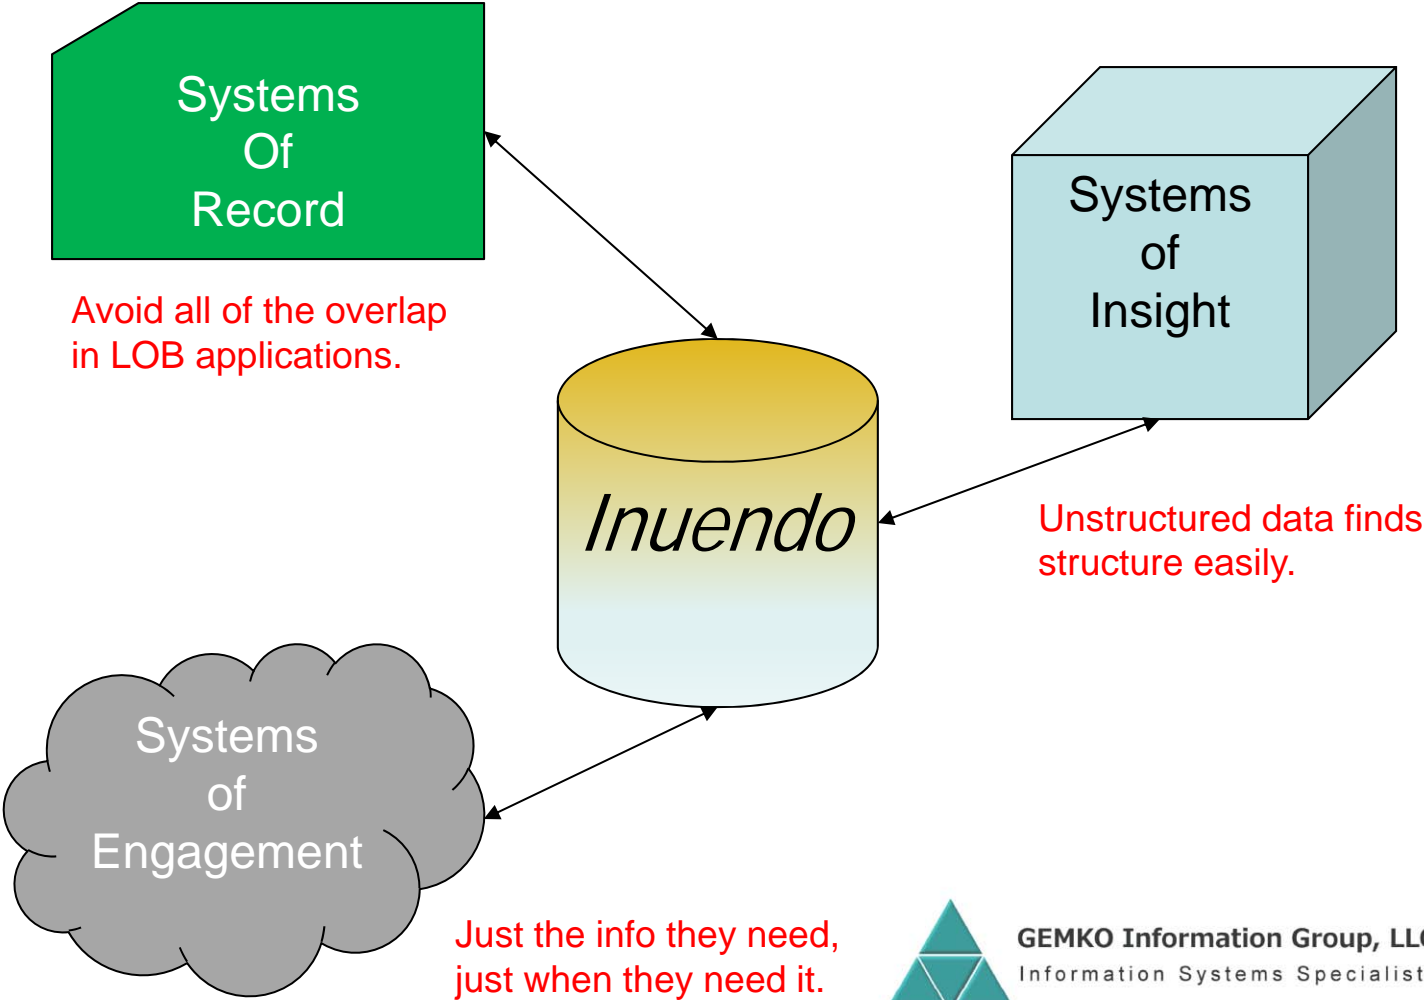 Systems
Of
Record
Avoid all of the overlap
in LOB applications.
Systems
of
Insight
Unstructured data finds
structure easily.
Inuendo
Systems
of
Engagement
Just the info they need,
just when they need it.
GEMKO Information Group, LLC
Information Systems Specialist